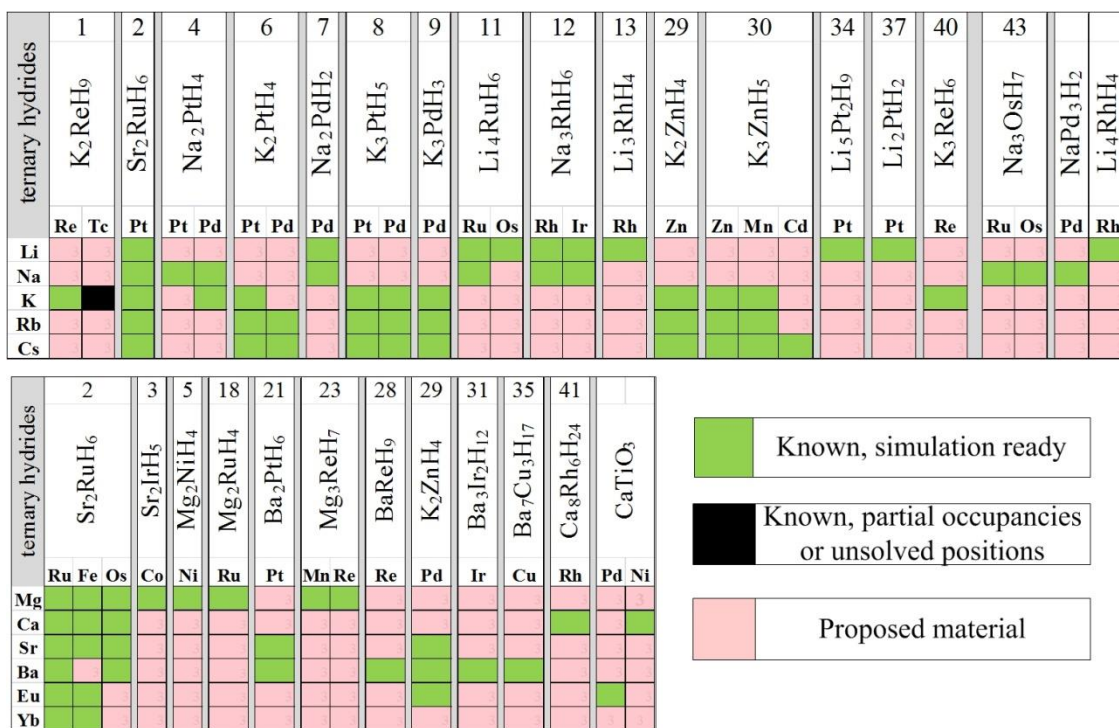 ternary hydrides
1 2 4 6 7 8 9 11 12 13 29 30 34 37 40 43
K₂ReH₉ Sr₂RuH₆ Na₂PtH₄ K₂PtH₄ Na₂PdH₂ K₃PtH₅ K₃PdH₃ Li₄RuH₆ Na₃RhH₆ Li₃RhH₄ K₂ZnH₄ K₃ZnH₅ Li₅Pt₂H₉ Li₂PtH₂ K₃ReH₆ Na₃OsH₇ NaPd₃H₂ Li₄RhH₄
Re Tc Pt Pt Pd Pt Pd Pd Pt Pd Pd Ru Os Rh Ir Rh Zn Zn Mn Cd Pt Pt Re Ru Os Pd Rh
Li
Na
K
Rb
Cs
ternary hydrides
2 3 5 18 21 23 28 29 31 35 41
Sr₂RuH₆ Sr₂IrH₅ Mg₂NiH₄ Mg₂RuH₄ Ba₂PtH₆ Mg₃ReH₇ BaReH₉ K₂ZnH₄ Ba₃Ir₂H₁₂ Ba₇Cu₃H₁₇ Ca₈Rh₆H₂₄ CaTiO₃
Ru Fe Os Co Ni Ru Pt Mn Re Re Pd Ir Cu Rh Pd Ni
Mg
Ca
Sr
Ba
Eu
Yb
Known, simulation ready
Known, partial occupancies
or unsolved positions
Proposed material